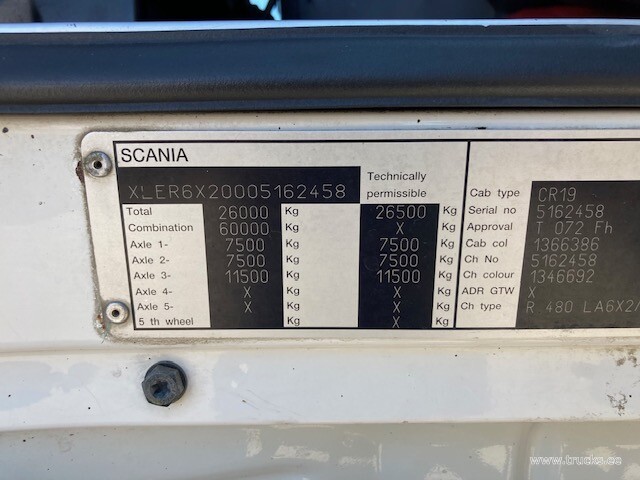 SCANIA
XLER6X20005162458
Technically permissible
Total 26000 Kg 26500 Kg
Combination 60000 Kg X Kg
Axle 1- 7500 Kg 7500 Kg
Axle 2- 7500 Kg 7500 Kg
Axle 3- 11500 Kg 11500 Kg
Axle 4- X Kg X Kg
Axle 5- X Kg X Kg
5 th wheel Kg X Kg
Cab type CR19
Serial no 5162458
Approval T 072 Fh
Cab col 1366386
Ch No 5162458
Ch colour 1346692
ADR GTW X
Ch type R 480 LA6X2/
www.trucks.ee